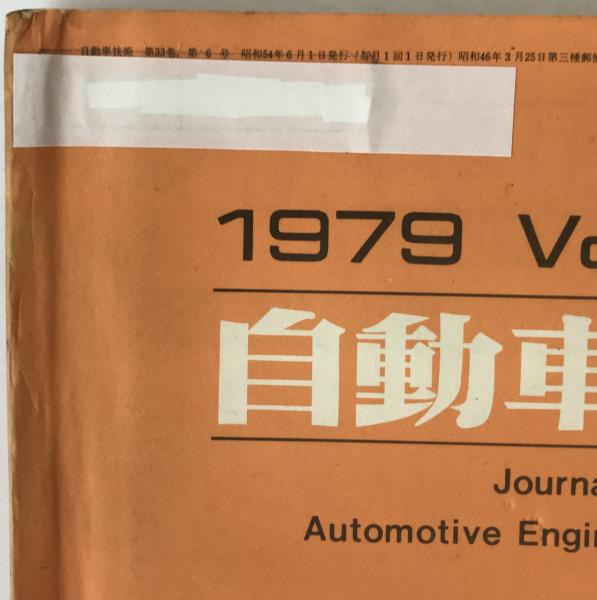 自動車技術 第33巻, 第6号 昭和54年6月1日発行(毎月1回1日発行) 昭和46年3月25日第三種郵便
1979 Vo
自動車
Journa
Automotive Engin